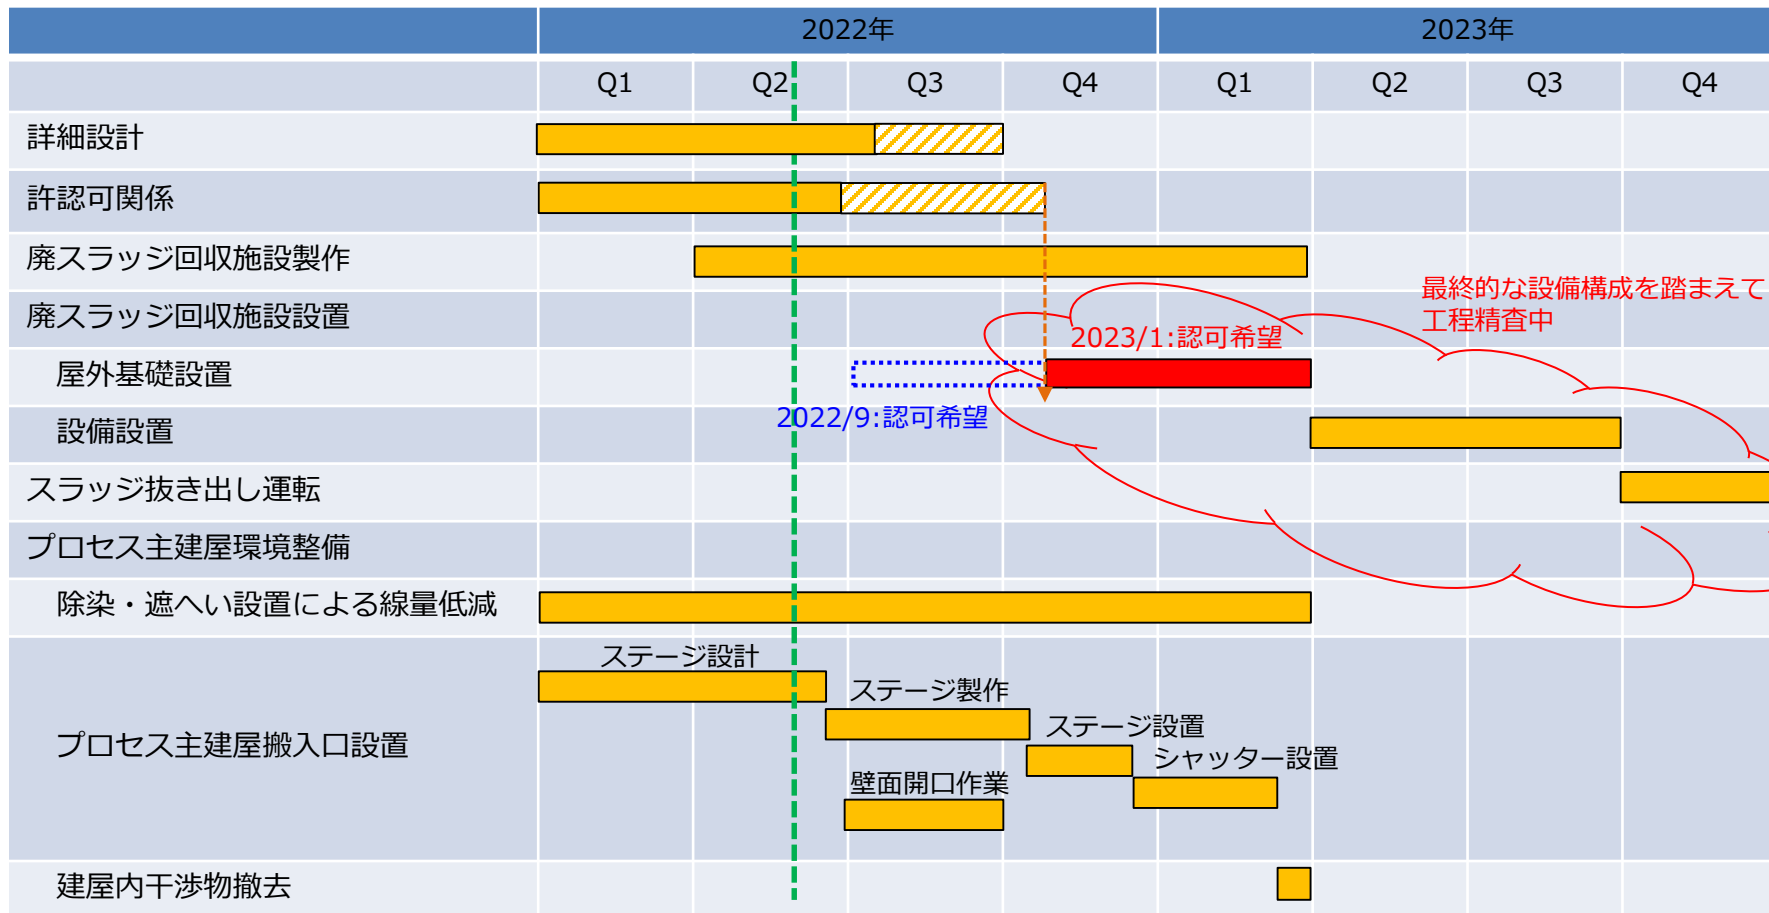 2022年
2023年
Q1
Q2
Q3
Q4
Q1
Q2
Q3
Q4
詳細設計
許認可関係
廃スラッジ回収施設製作
廃スラッジ回収施設設置
最終的な設備構成を踏まえて
工程精査中
2023/1:認可希望
屋外基礎設置
2022/9:認可希望
設備設置
スラッジ抜き出し運転
プロセス主建屋環境整備
除染・遮へい設置による線量低減
ステージ設計
ステージ製作
ステージ設置
プロセス主建屋搬入口設置
シャッター設置
壁面開口作業
建屋内干渉物撤去